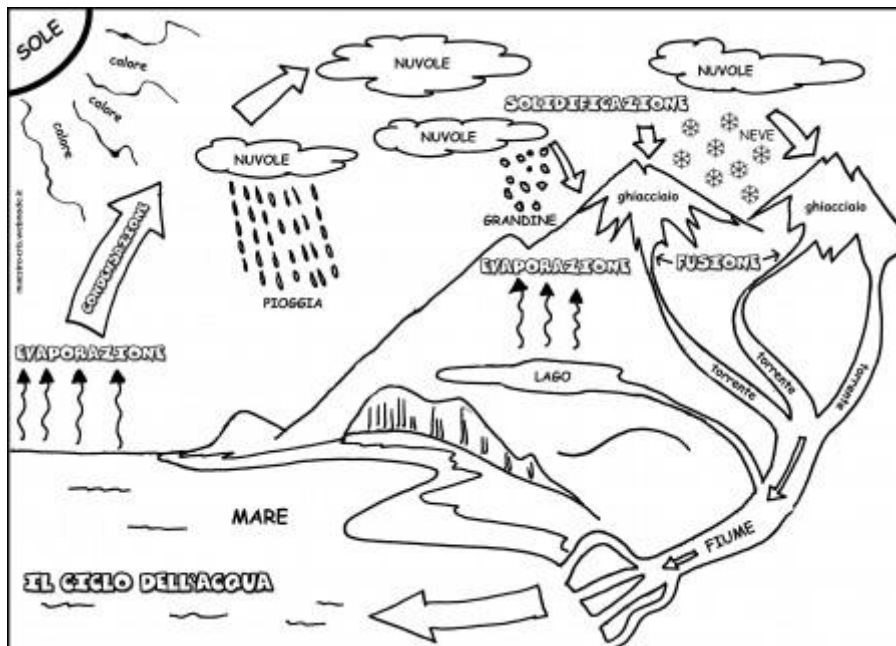 SOLE
calore
calore
calore
NUVOLE
NUVOLE
NUVOLE
NUVOLE
SOLIDIFICAZIONE
NEVE
GRANDINE
ghiacciaio
ghiacciaio
PIOGGIA
CONDENSAZIONE
EVAPORAZIONE
EVAPORAZIONE
FUSIONE
LAGO
torrente
torrente
torrente
MARE
FIUME
IL CICLO DELL'ACQUA